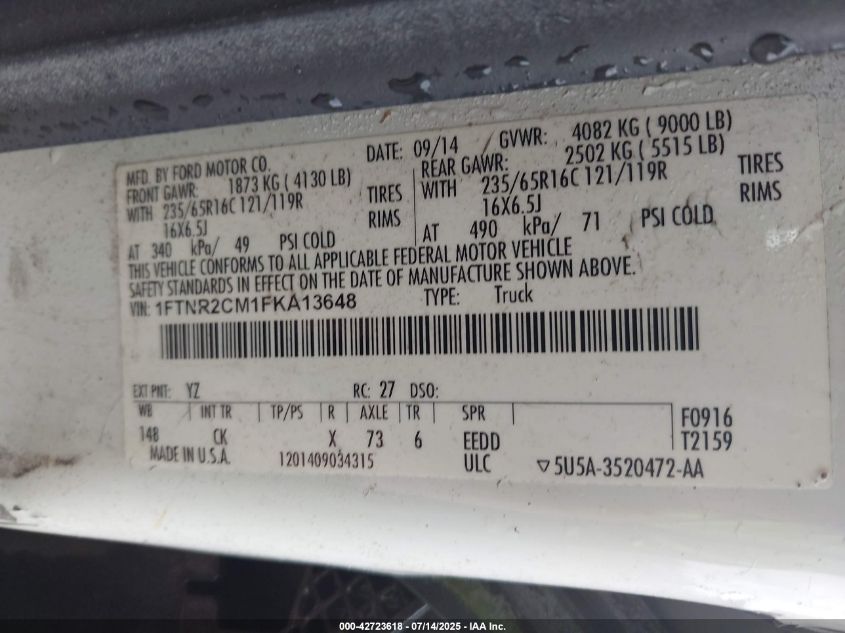 MFD. BY FORD MOTOR CO. DATE: 09/14 GVWR: 4082 KG ( 9000 LB)
FRONT GAWR: 1873 KG ( 4130 LB) REAR GAWR: 2502 KG ( 5515 LB)
WITH 235/65R16C 121/119R TIRES WITH 235/65R16C 121/119R TIRES
16X6.5J RIMS 16X6.5J RIMS
AT 340 kPa/ 49 PSI COLD AT 490 kPa/ 71 PSI COLD
THIS VEHICLE CONFORMS TO ALL APPLICABLE FEDERAL MOTOR VEHICLE
SAFETY STANDARDS IN EFFECT ON THE DATE OF MANUFACTURE SHOWN ABOVE.
VIN: 1FTNR2CM1FKA13648 TYPE: Truck
EXT PNT: YZ RC: 27 DSO:
WB INT TR TP/PS R AXLE TR SPR F0916
148 CK X 73 6 EEDD T2159
MADE IN U.S.A. 1201409034315 ULC ▽5U5A-3520472-AA
000-42723618 - 07/14/2025 - IAA Inc.